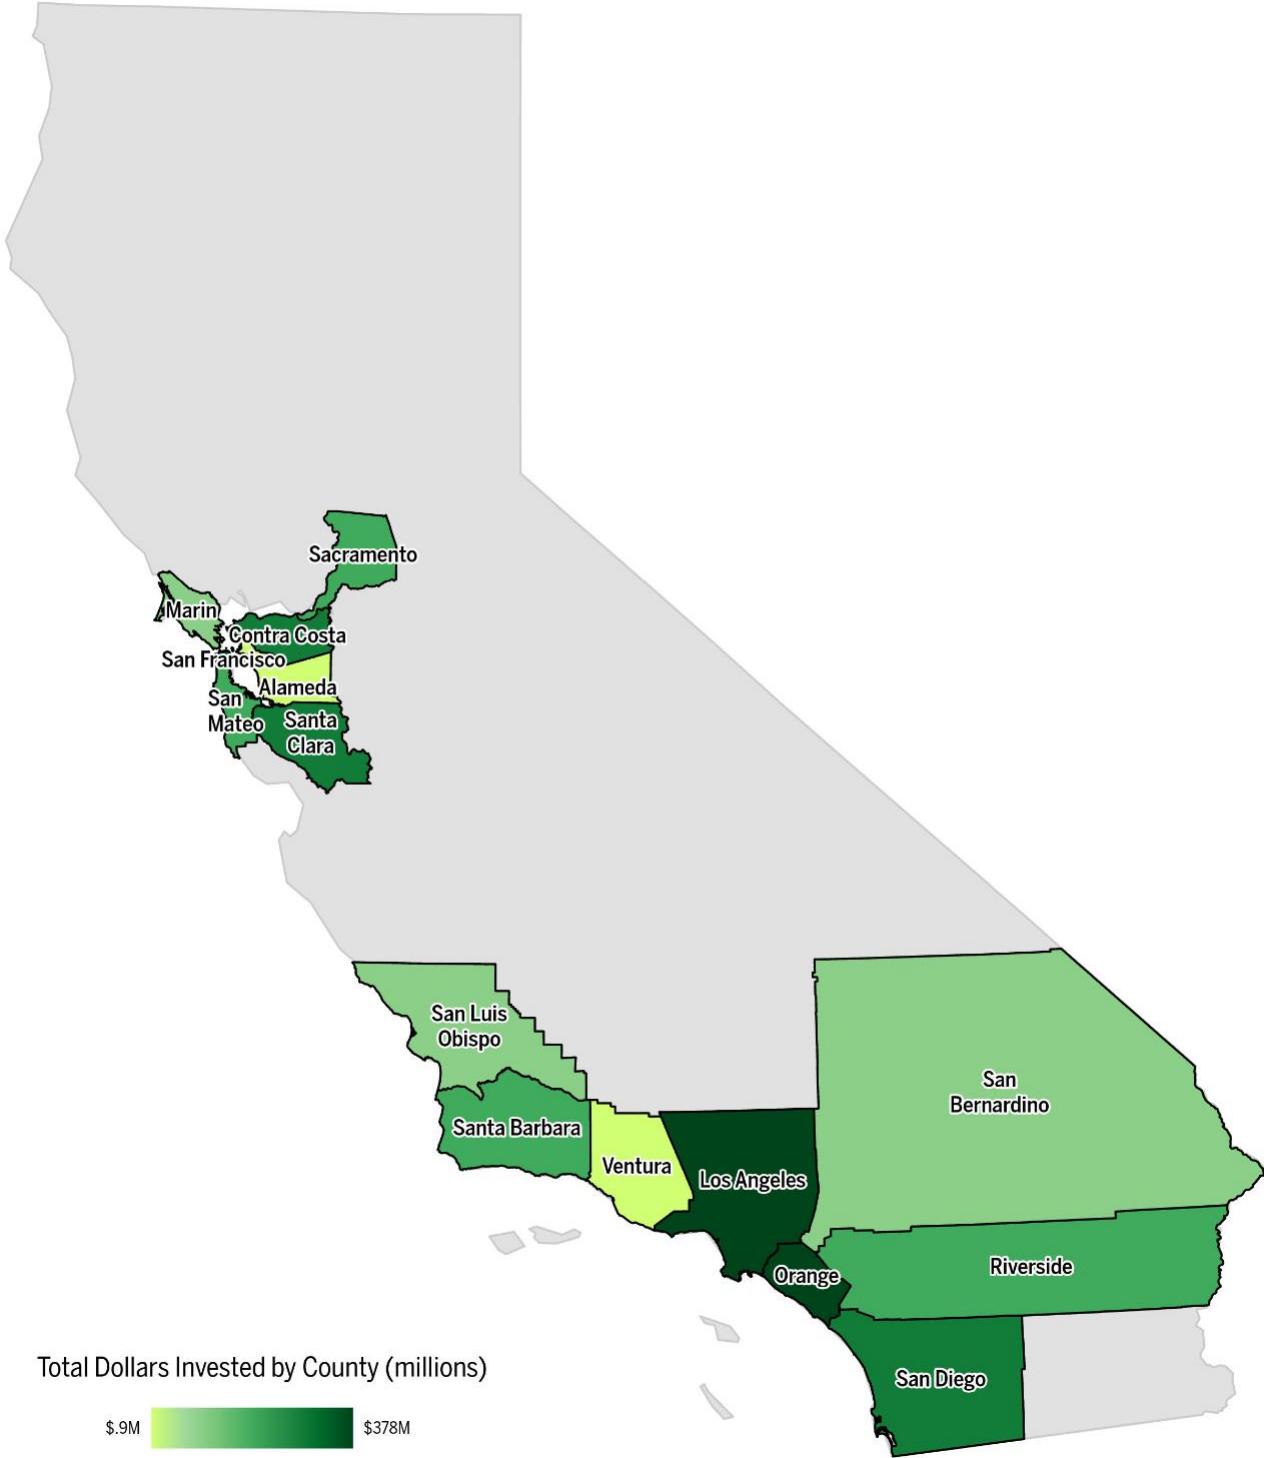 Sacramento
Marin
Contra Costa
San Francisco
Alameda
San
Mateo
Santa
Clara
San Luis
Obispo
San
Bernardino
Santa Barbara
Ventura
Los Angeles
Riverside
Orange
San Diego
Total Dollars Invested by County (millions)
$.9M
$378M